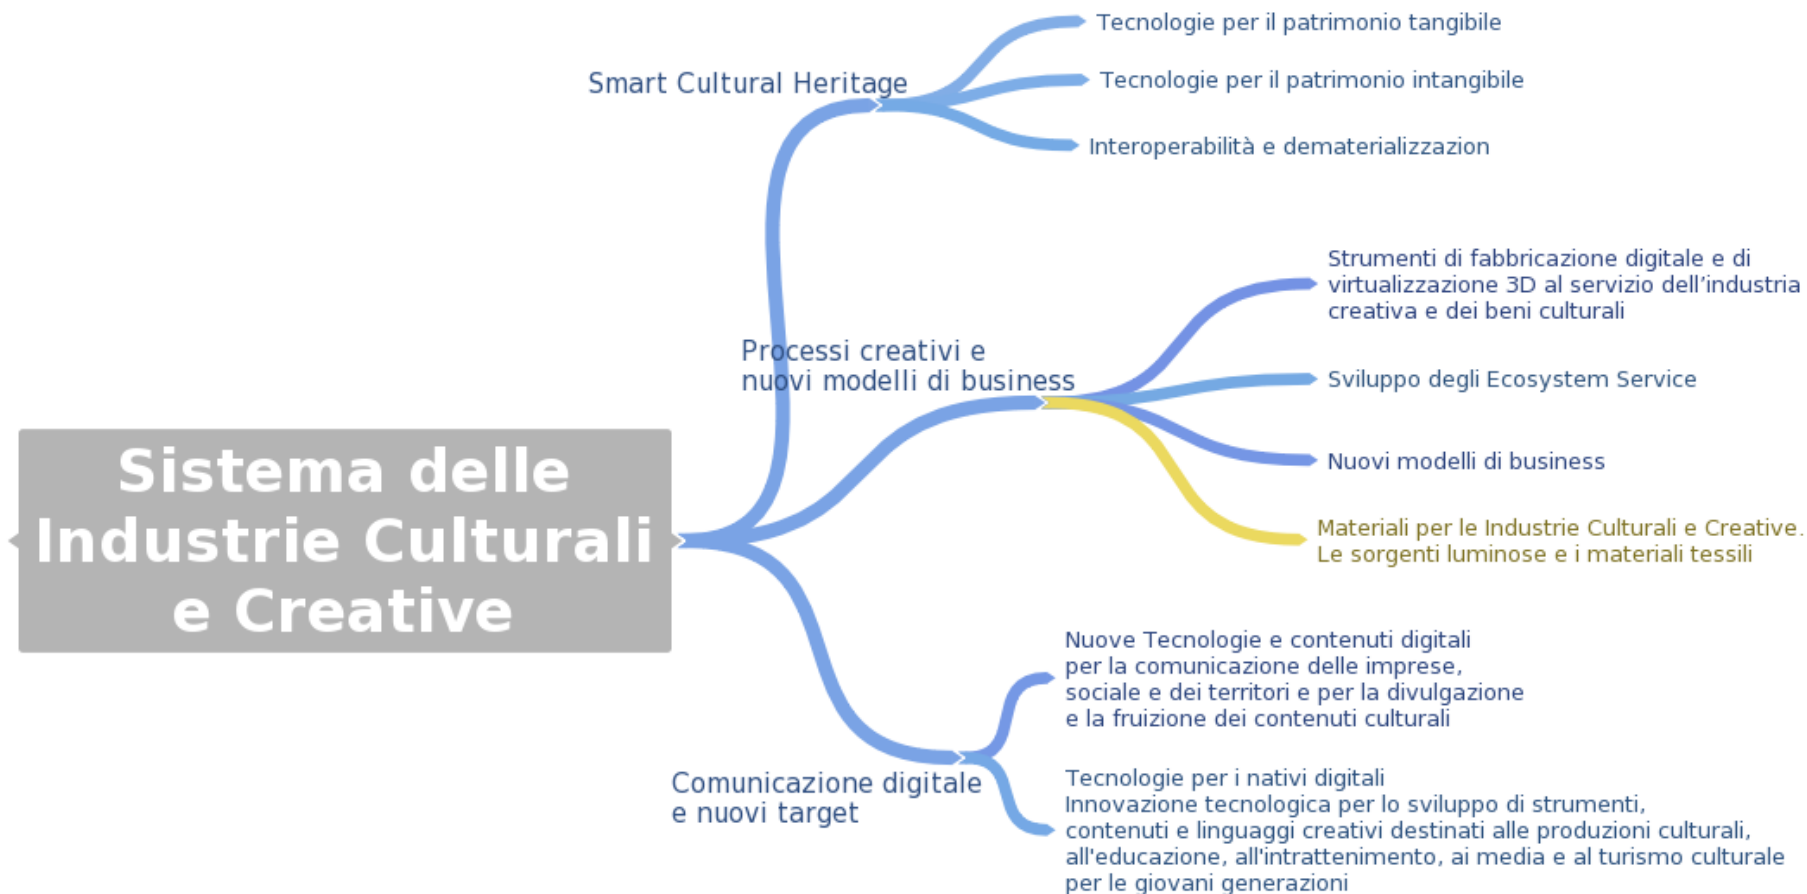 Sistema delle
Industrie Culturali
e Creative
Smart Cultural Heritage
Tecnologie per il patrimonio tangibile
Tecnologie per il patrimonio intangibile
Interoperabilità e dematerializzazion
Processi creativi e
nuovi modelli di business
Strumenti di fabbricazione digitale e di
virtualizzazione 3D al servizio dell’industria
creativa e dei beni culturali
Sviluppo degli Ecosystem Service
Nuovi modelli di business
Materiali per le Industrie Culturali e Creative.
Le sorgenti luminose e i materiali tessili
Comunicazione digitale
e nuovi target
Nuove Tecnologie e contenuti digitali
per la comunicazione delle imprese,
sociale e dei territori e per la divulgazione
e la fruizione dei contenuti culturali
Tecnologie per i nativi digitali
Innovazione tecnologica per lo sviluppo di strumenti,
contenuti e linguaggi creativi destinati alle produzioni culturali,
all'educazione, all'intrattenimento, ai media e al turismo culturale
per le giovani generazioni